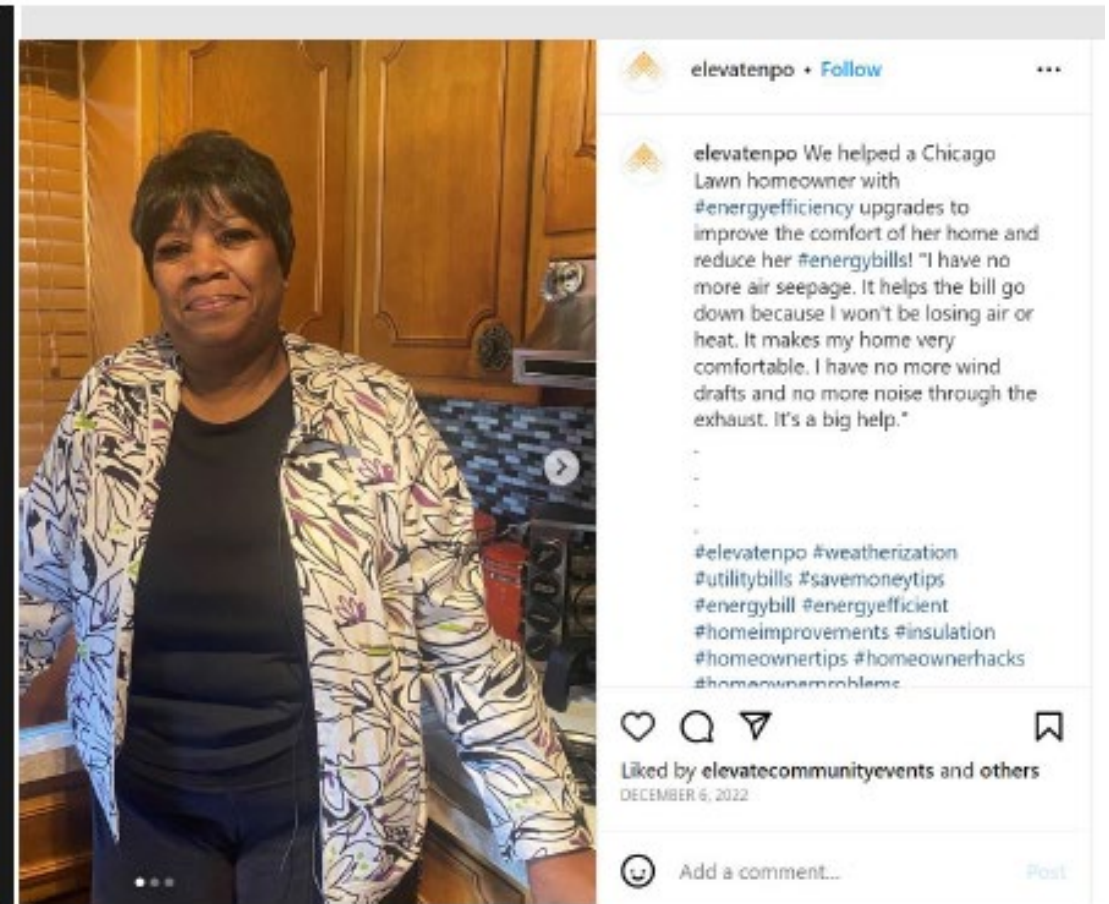 elevatenpo • Follow
elevatenpo We helped a Chicago
Lawn homeowner with
#energyefficiency upgrades to
improve the comfort of her home and
reduce her #energybills! "I have no
more air seepage. It helps the bill go
down because I won't be losing air or
heat. It makes my home very
comfortable. I have no more wind
drafts and no more noise through the
exhaust. It's a big help."
.
.
.
.
#elevatenpo #weatherization
#utilitybills #savemoneytips
#energybill #energyefficient
#homeimprovements #insulation
#homeownertips #homeownerhacks
#homeownerproblems
Liked by elevatecommunityevents and others
DECEMBER 6, 2022
Add a comment... Post